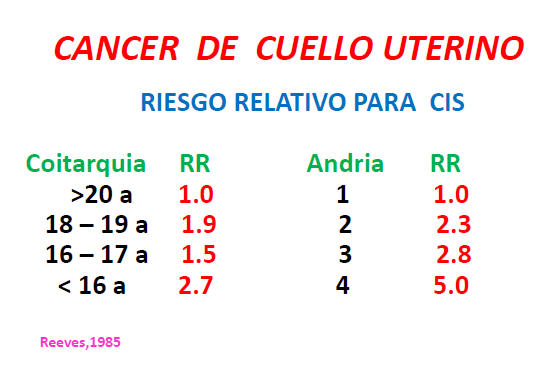 CANCER DE CUELLO UTERINO
RIESGO RELATIVO PARA CIS
Coitarquia RR Andria RR
>20 a 1.0 1 1.0
18 – 19 a 1.9 2 2.3
16 – 17 a 1.5 3 2.8
< 16 a 2.7 4 5.0
Reeves,1985